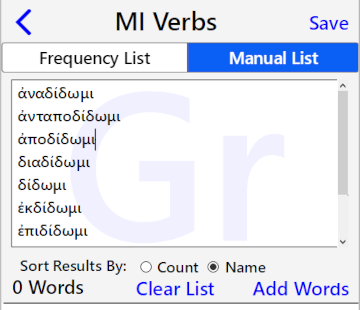 MI Verbs
Save
Frequency List
Manual List
ἀναδίδωμι
ἀνταποδίδωμι
ἀποδίδωμι
διαδίδωμι
δίδωμι
ἐκδίδωμι
ἐπιδίδωμι
Gr
Sort Results By: Count Name
0 Words
Clear List
Add Words